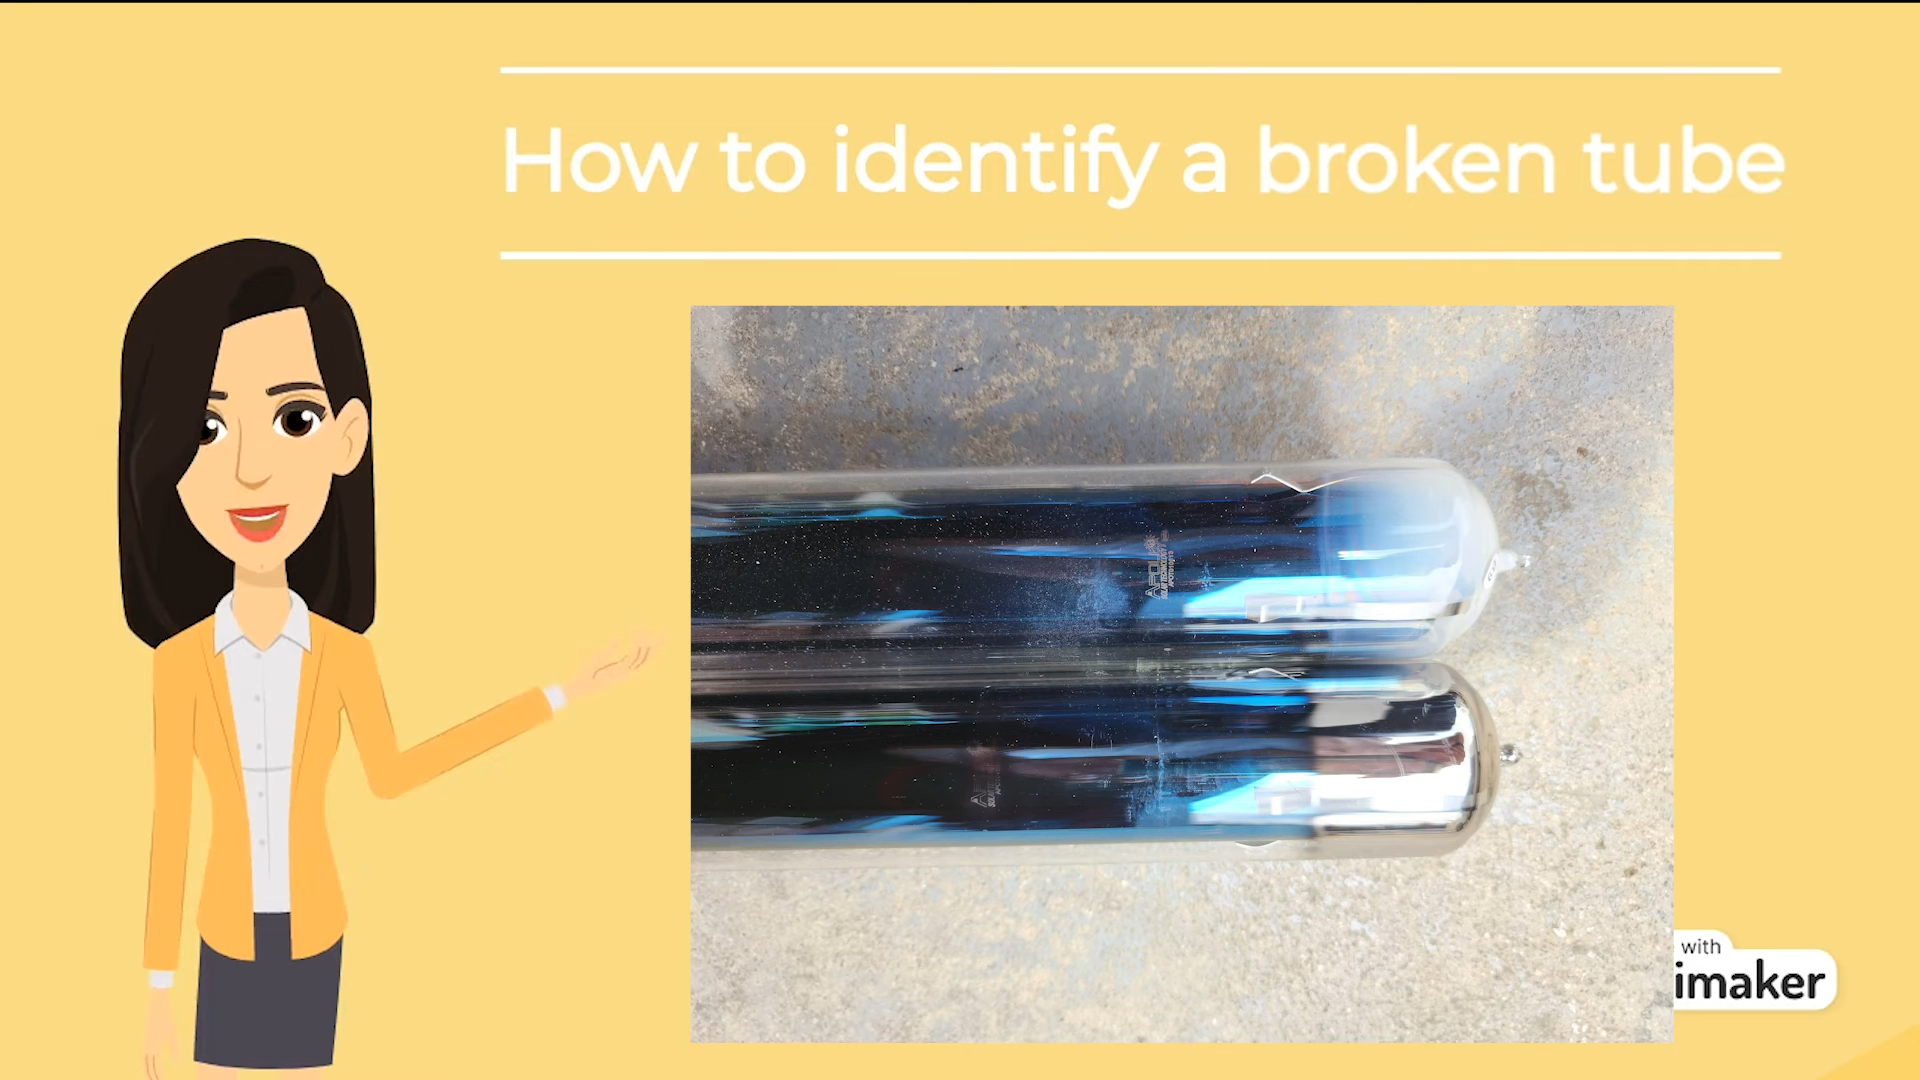 How to identify a broken tube
with
imaker